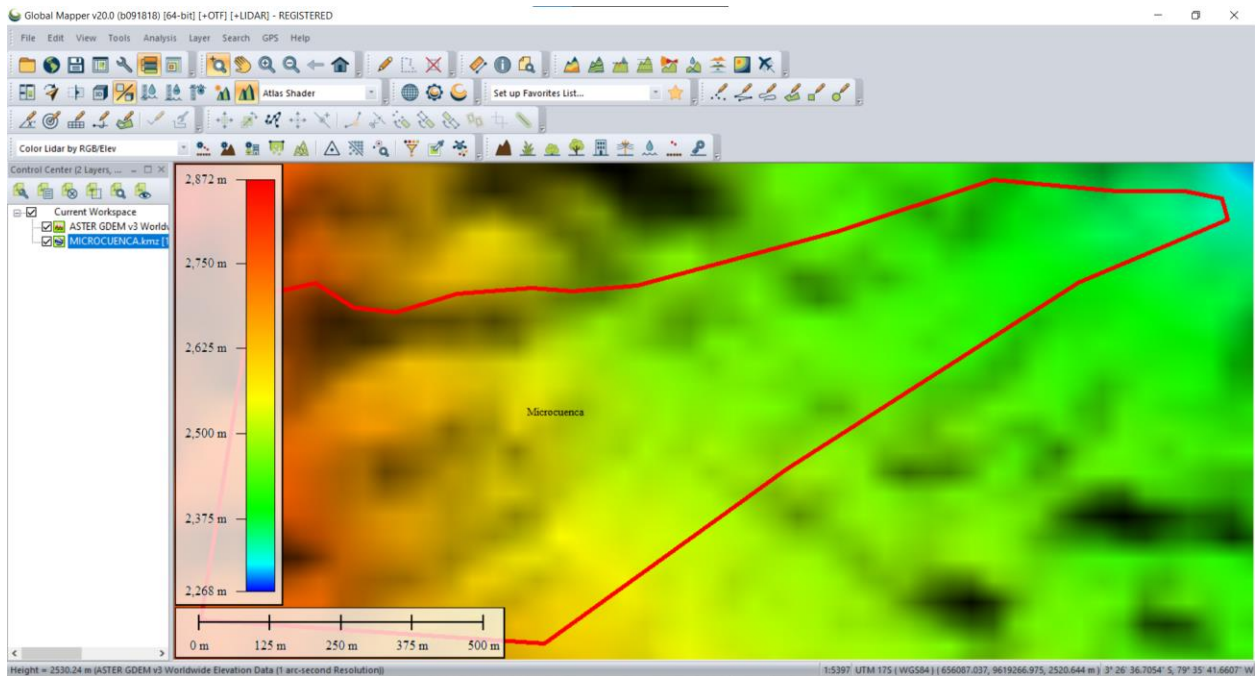 Global Mapper v20.0 (b091818) [64-bit] [+OTF] [+LIDAR] - REGISTERED
File Edit View Tools Analysis Layer Search GPS Help
Atlas Shader
Set up Favorites List...
Color Lidar by RGB/Elev
Control Center (2 Layers, ...
Current Workspace
ASTER GDEM v3 Worldv
MICROCUENCA.kmz [1
2,872 m
2,750 m
2,625 m
2,500 m
2,375 m
2,268 m
Microcuenca
0 m 125 m 250 m 375 m 500 m
Height = 2530.24 m (ASTER GDEM v3 Worldwide Elevation Data (1 arc-second Resolution)) 1:5397 UTM 17S ( WGS84 ) ( 656087.037, 9619266.975, 2520.644 m ) 3° 26' 36.7054" S, 79° 35' 41.6607" W